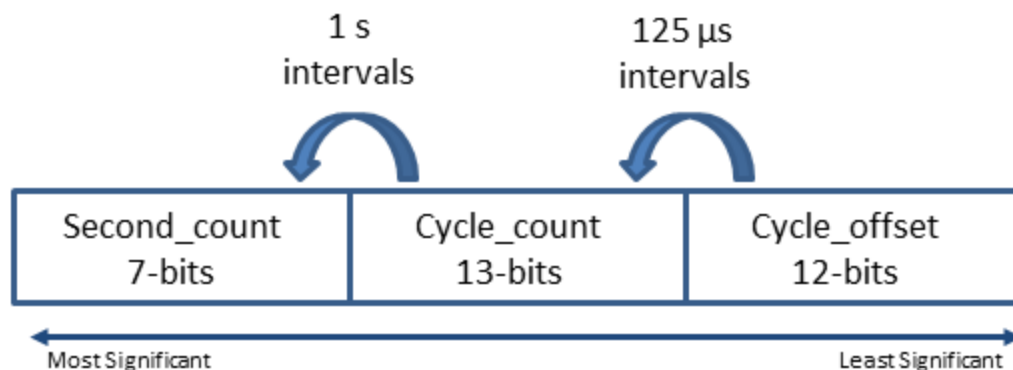 1 s
intervals
125 µs
intervals
Second_count
7-bits
Cycle_count
13-bits
Cycle_offset
12-bits
Most Significant
Least Significant